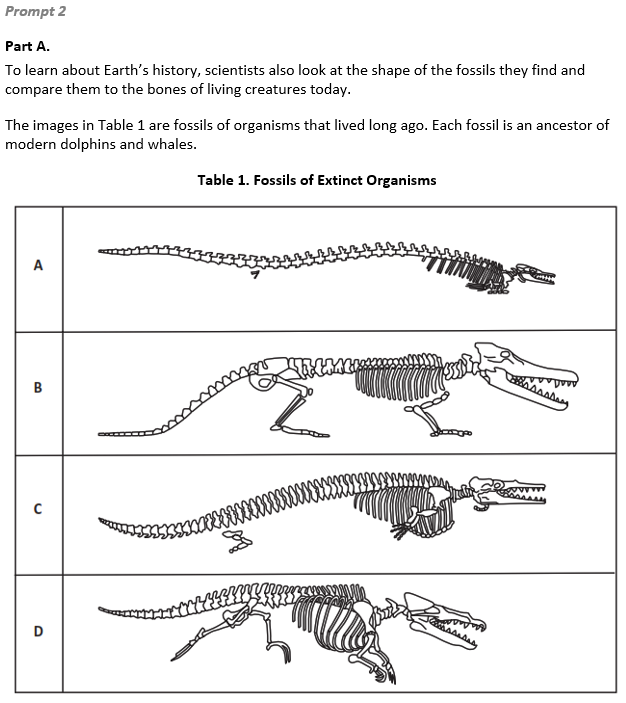 Prompt 2
Part A.
To learn about Earth’s history, scientists also look at the shape of the fossils they find and
compare them to the bones of living creatures today.
The images in Table 1 are fossils of organisms that lived long ago. Each fossil is an ancestor of
modern dolphins and whales.
Table 1. Fossils of Extinct Organisms
A
B
C
D